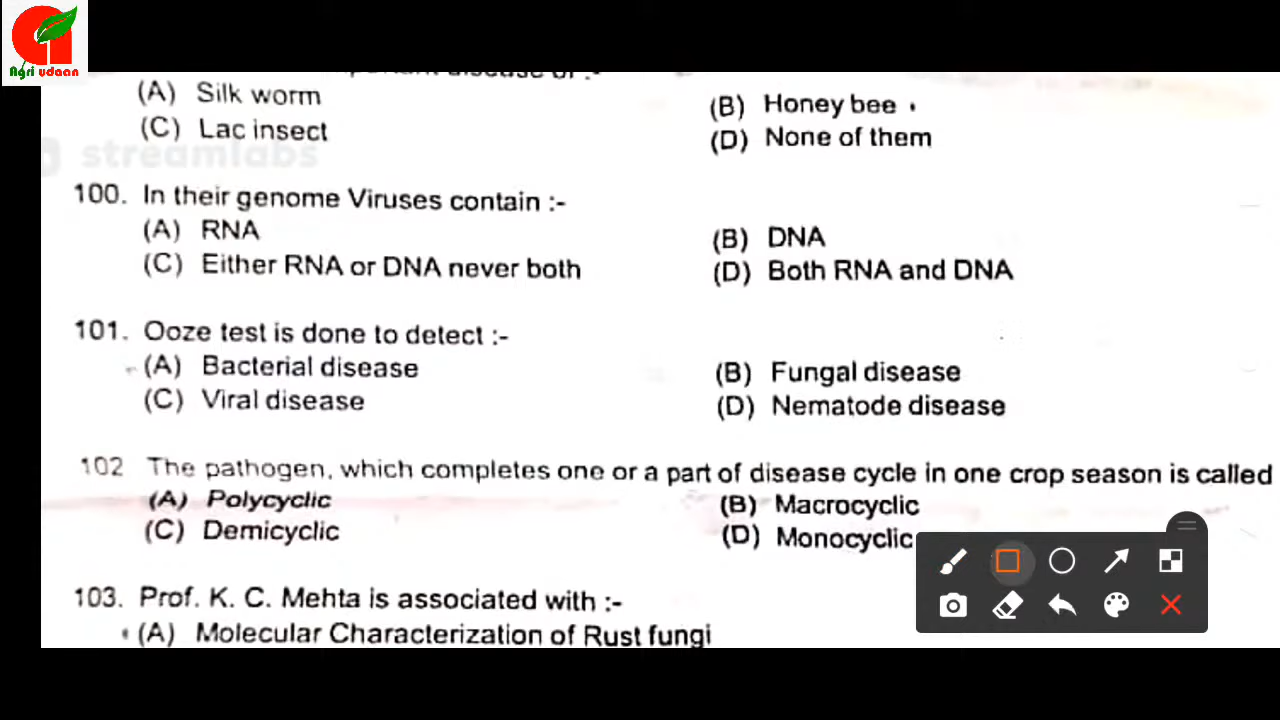 Agri udaan
disease of :-
(A) Silk worm
(B) Honey bee
(C) Lac insect
(D) None of them
streamlabs
100. In their genome Viruses contain :-
(A) RNA
(B) DNA
(C) Either RNA or DNA never both
(D) Both RNA and DNA
101. Ooze test is done to detect :-
(A) Bacterial disease
(B) Fungal disease
(C) Viral disease
(D) Nematode disease
102 The pathogen, which completes one or a part of disease cycle in one crop season is called
(A) Polycyclic
(B) Macrocyclic
(C) Demicyclic
(D) Monocyclic
103. Prof. K. C. Mehta is associated with :-
(A) Molecular Characterization of Rust fungi